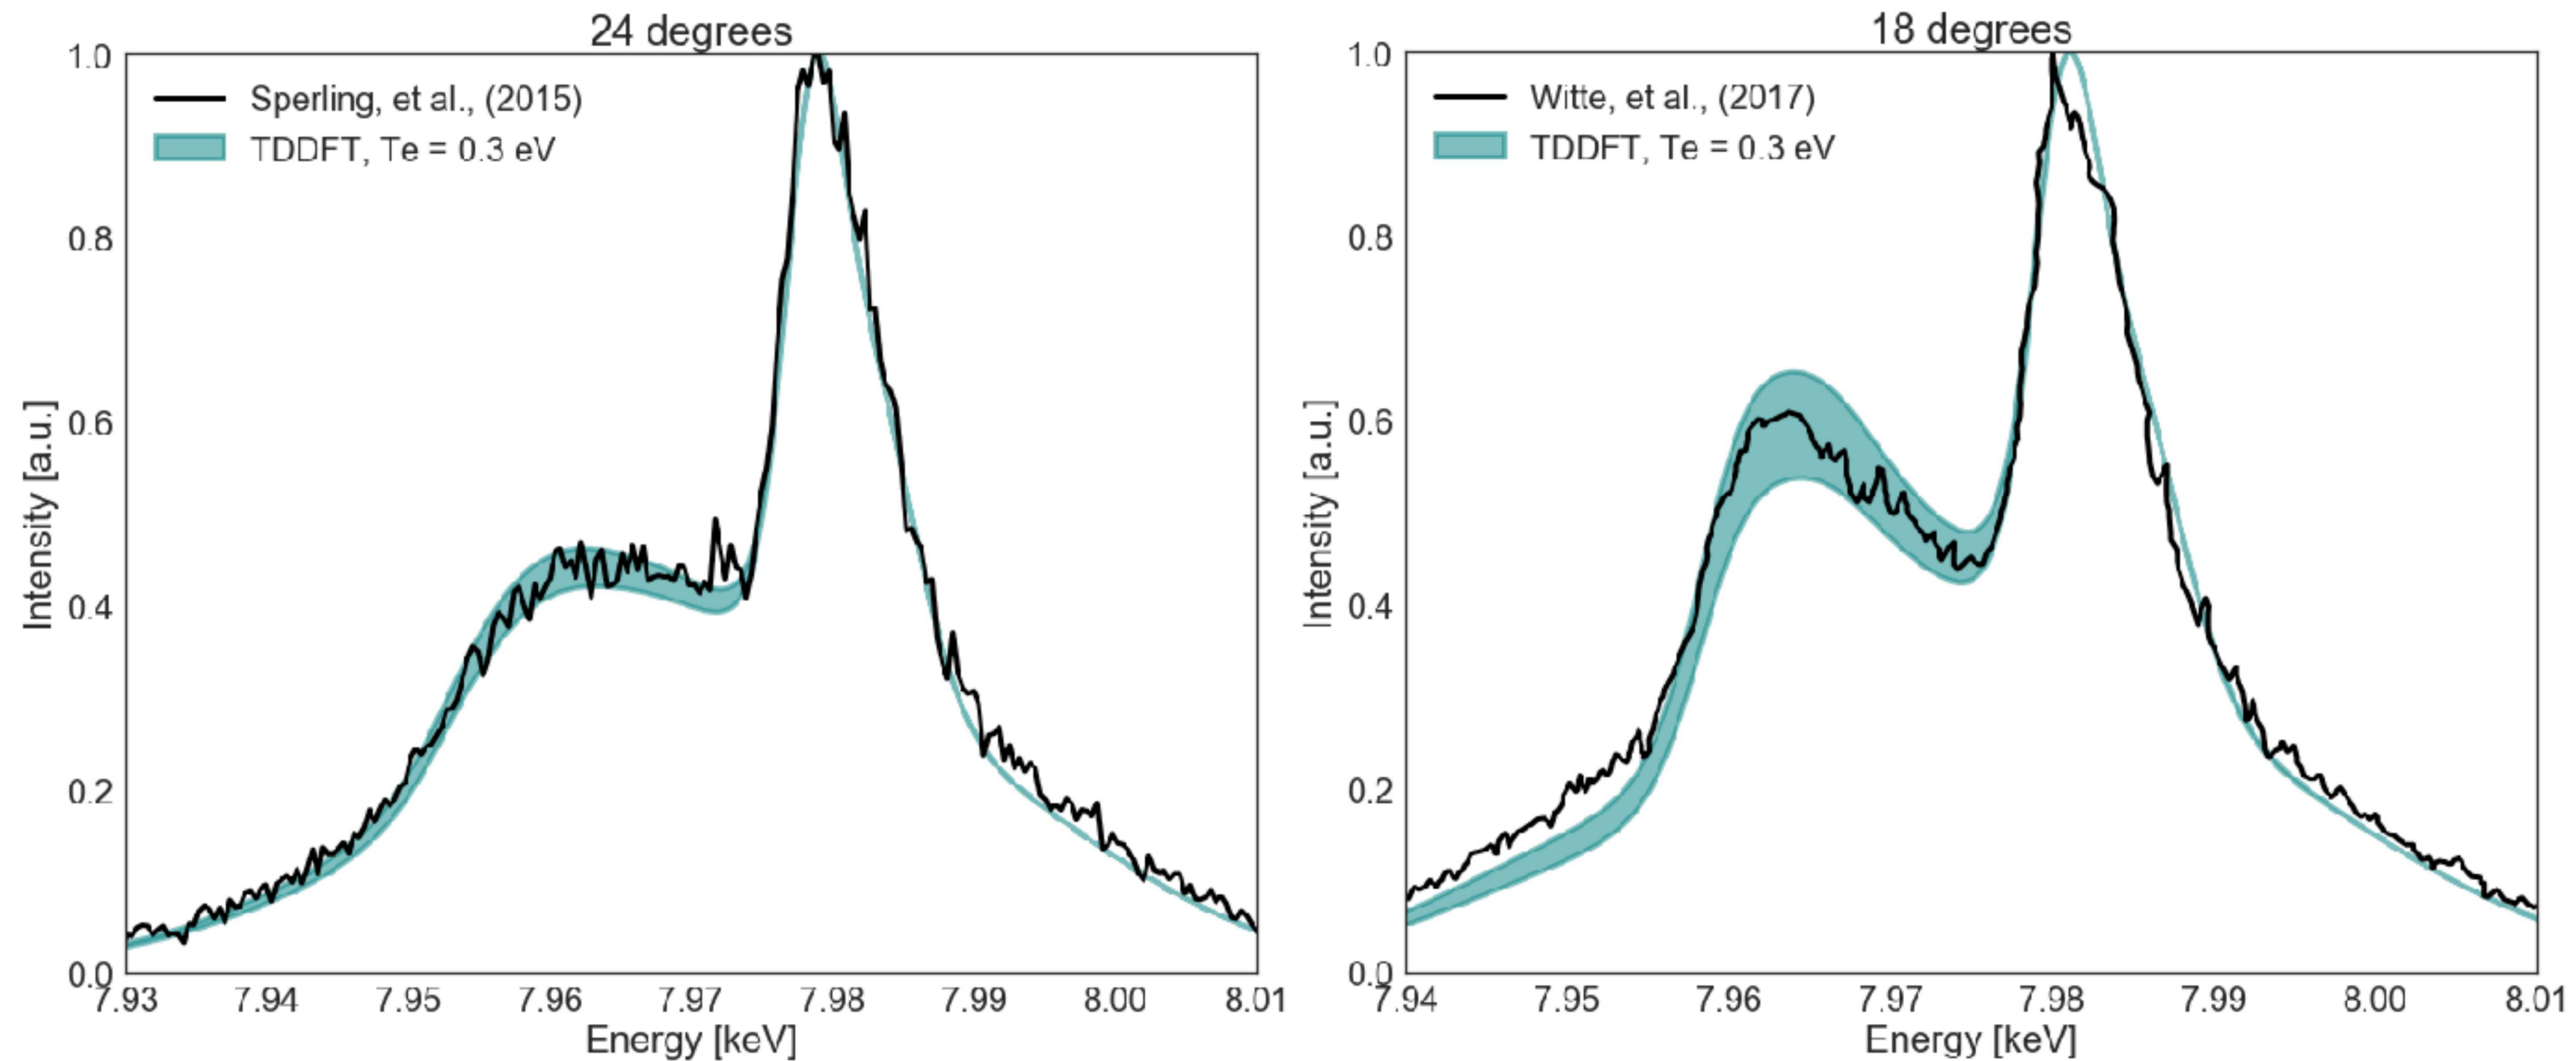 24 degrees
Sperling, et al., (2015)
TDDFT, Te = 0.3 eV
Intensity [a.u.]
1.0
0.8
0.6
0.4
0.2
0.0
7.93 7.94 7.95 7.96 7.97 7.98 7.99 8.00 8.01
Energy [keV]
18 degrees
Witte, et al., (2017)
TDDFT, Te = 0.3 eV
Intensity [a.u.]
1.0
0.8
0.6
0.4
0.2
0.0
7.94 7.95 7.96 7.97 7.98 7.99 8.00 8.01
Energy [keV]